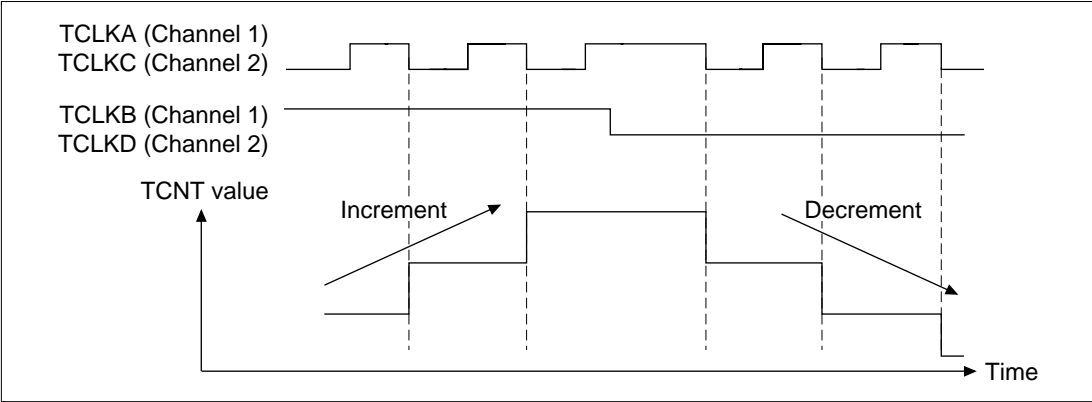 TCLKA (Channel 1)
TCLKC (Channel 2)
TCLKB (Channel 1)
TCLKD (Channel 2)
TCNT value
Increment
Decrement
Time